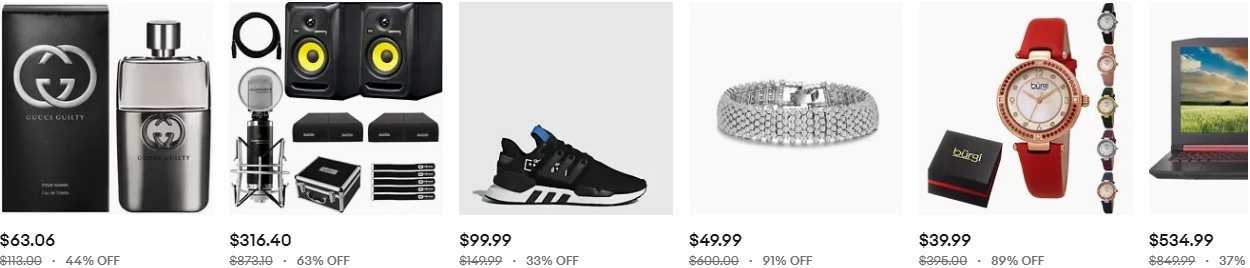 GUCCI GUILTY
GUCCI GUILTY
POUR HOMME
Eau de Toilette
bürgi
bürgi
$63.06
$113.00 · 44% OFF
$316.40
$873.10 · 63% OFF
$99.99
$149.99 · 33% OFF
$49.99
$600.00 · 91% OFF
$39.99
$395.00 · 89% OFF
$534.99
$849.99 · 37%